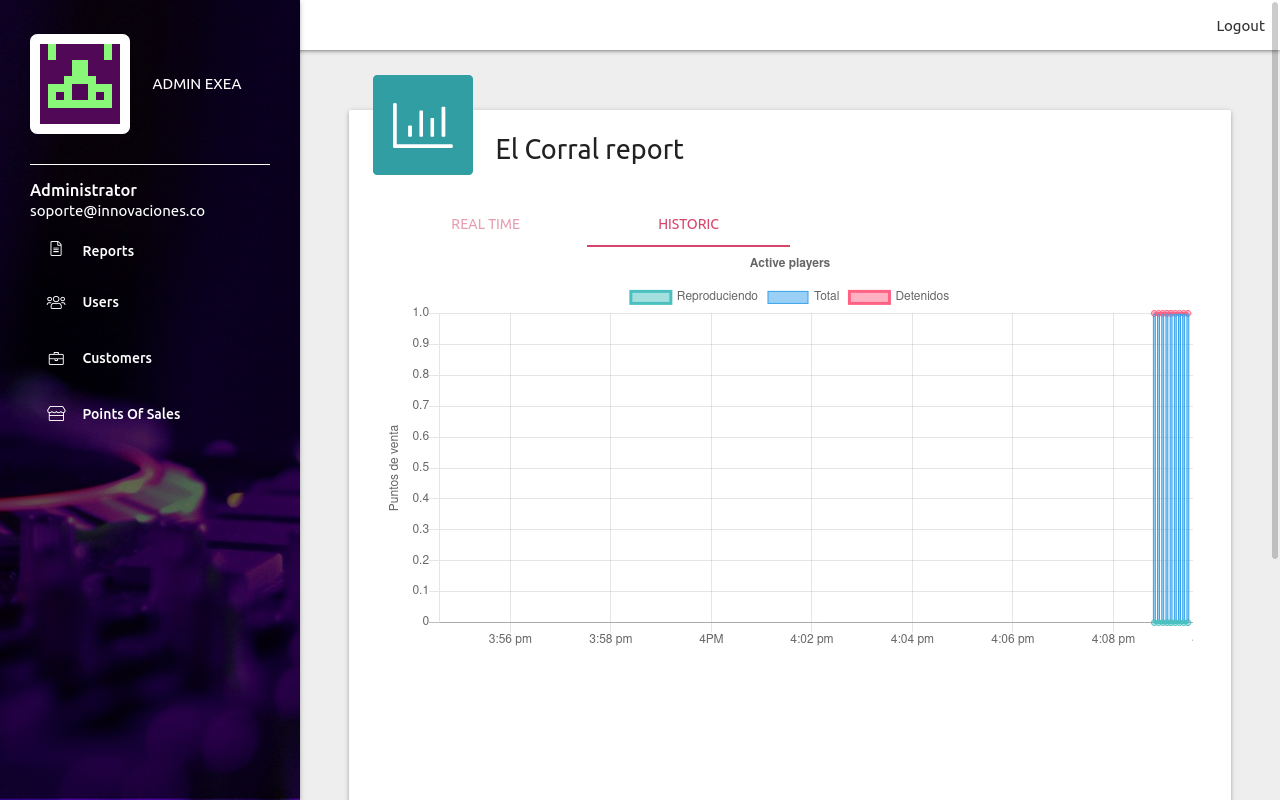 Logout
ADMIN EXEA
Administrator
soporte@innovaciones.co
Reports
Users
Customers
Points Of Sales
El Corral report
REAL TIME
HISTORIC
Active players
Reproduciendo
Total
Detenidos
Puntos de venta
1.0
0.9
0.8
0.7
0.6
0.5
0.4
0.3
0.2
0.1
0
3:56 pm
3:58 pm
4PM
4:02 pm
4:04 pm
4:06 pm
4:08 pm